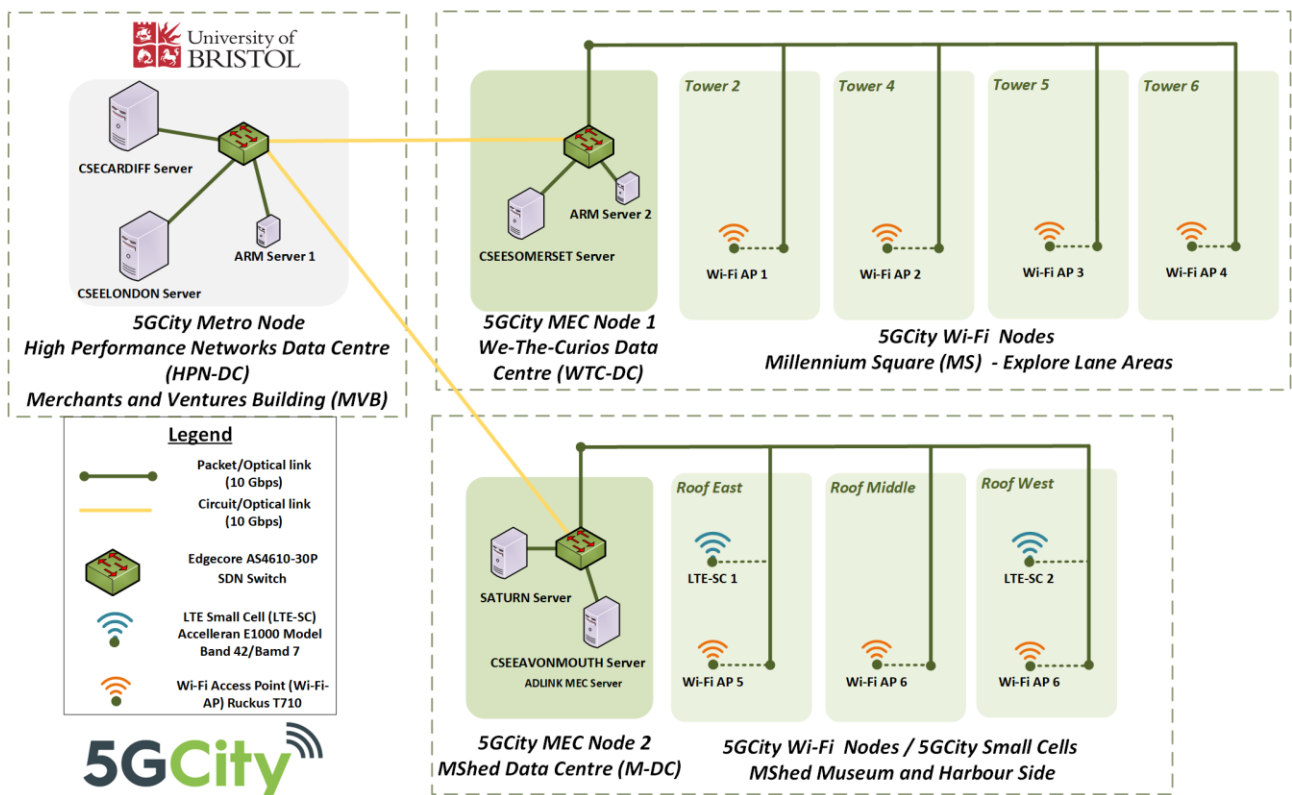 University of
BRISTOL
CSECARDIFF Server
CSEELONDON Server
ARM Server 1
5GCity Metro Node
High Performance Networks Data Centre
(HPN-DC)
Merchants and Ventures Building (MVB)
ARM Server 2
CSEESOMERSET Server
5GCity MEC Node 1
We-The-Curios Data
Centre (WTC-DC)
Tower 2
Tower 4
Tower 5
Tower 6
Wi-Fi AP 1
Wi-Fi AP 2
Wi-Fi AP 3
Wi-Fi AP 4
5GCity Wi-Fi Nodes
Millennium Square (MS) - Explore Lane Areas
Legend
Packet/Optical link
(10 Gbps)
Circuit/Optical link
(10 Gbps)
Edgecore AS4610-30P
SDN Switch
LTE Small Cell (LTE-SC)
Accelleran E1000 Model
Band 42/Bamd 7
Wi-Fi Access Point (Wi-Fi-
AP) Ruckus T710
5GCity
SATURN Server
CSEEAVONMOUTH Server
ADLINK MEC Server
5GCity MEC Node 2
MShed Data Centre (M-DC)
Roof East
Roof Middle
Roof West
LTE-SC 1
LTE-SC 2
Wi-Fi AP 5
Wi-Fi AP 6
Wi-Fi AP 6
5GCity Wi-Fi Nodes / 5GCity Small Cells
MShed Museum and Harbour Side